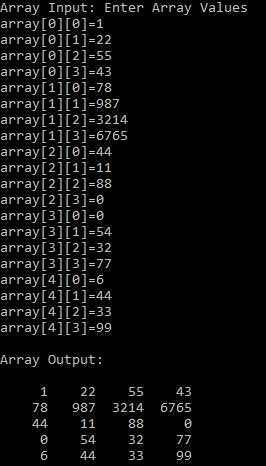 Array Input: Enter Array Values
array[0][0]=1
array[0][1]=22
array[0][2]=55
array[0][3]=43
array[1][0]=78
array[1][1]=987
array[1][2]=3214
array[1][3]=6765
array[2][0]=44
array[2][1]=11
array[2][2]=88
array[2][3]=0
array[3][0]=0
array[3][1]=54
array[3][2]=32
array[3][3]=77
array[4][0]=6
array[4][1]=44
array[4][2]=33
array[4][3]=99
Array Output:
1 22 55 43
78 987 3214 6765
44 11 88 0
0 54 32 77
6 44 33 99